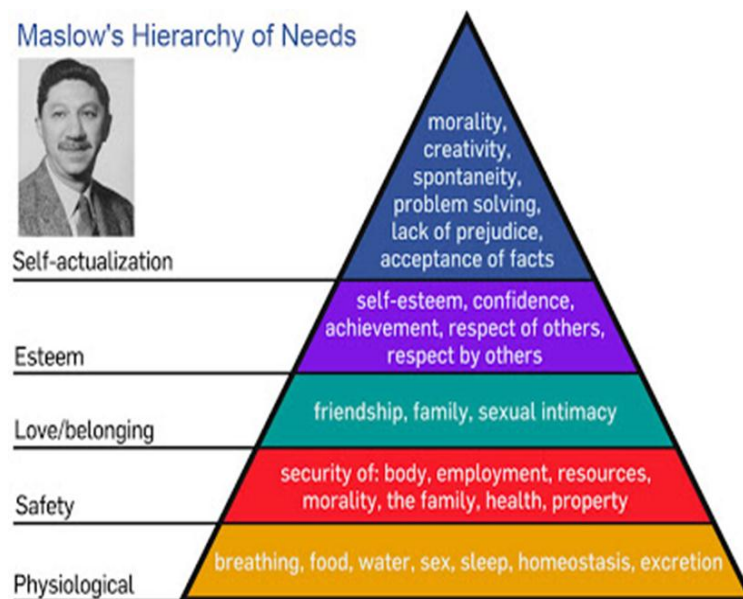 Maslow's Hierarchy of Needs
morality,
creativity,
spontaneity,
problem solving,
lack of prejudice,
acceptance of facts
Self-actualization
self-esteem, confidence,
achievement, respect of others,
respect by others
Esteem
friendship, family, sexual intimacy
Love/belonging
security of: body, employment, resources,
morality, the family, health, property
Safety
breathing, food, water, sex, sleep, homeostasis, excretion
Physiological